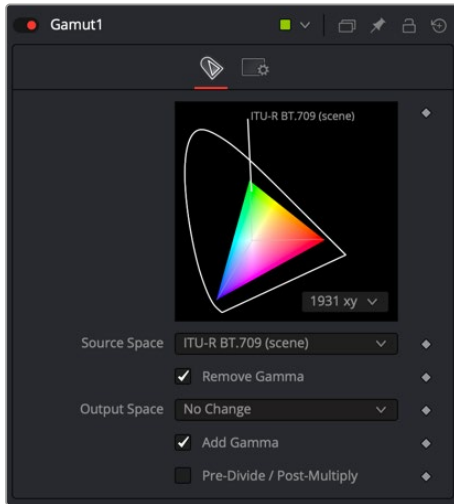 Gamut1
ITU-R BT.709 (scene)
1931 xy
Source Space ITU-R BT.709 (scene)
Remove Gamma
Output Space No Change
Add Gamma
Pre-Divide / Post-Multiply